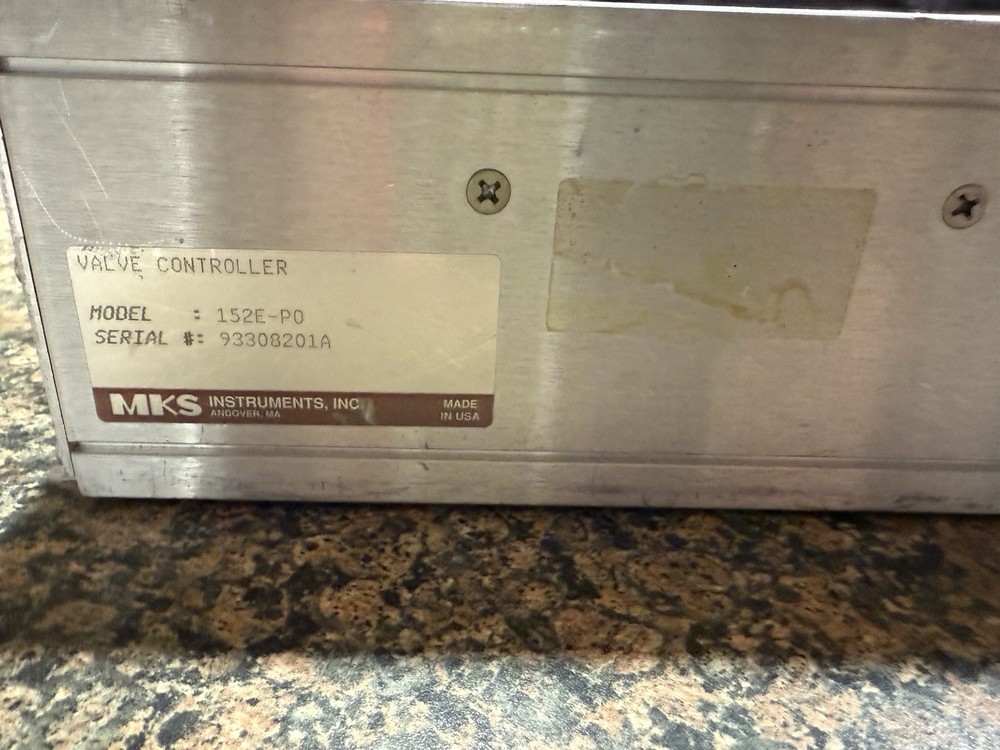 VALVE CONTROLLER
MODEL : 152E-P0
SERIAL #: 93308201A
MKS INSTRUMENTS, INC
ANDOVER, MA
MADE
IN USA